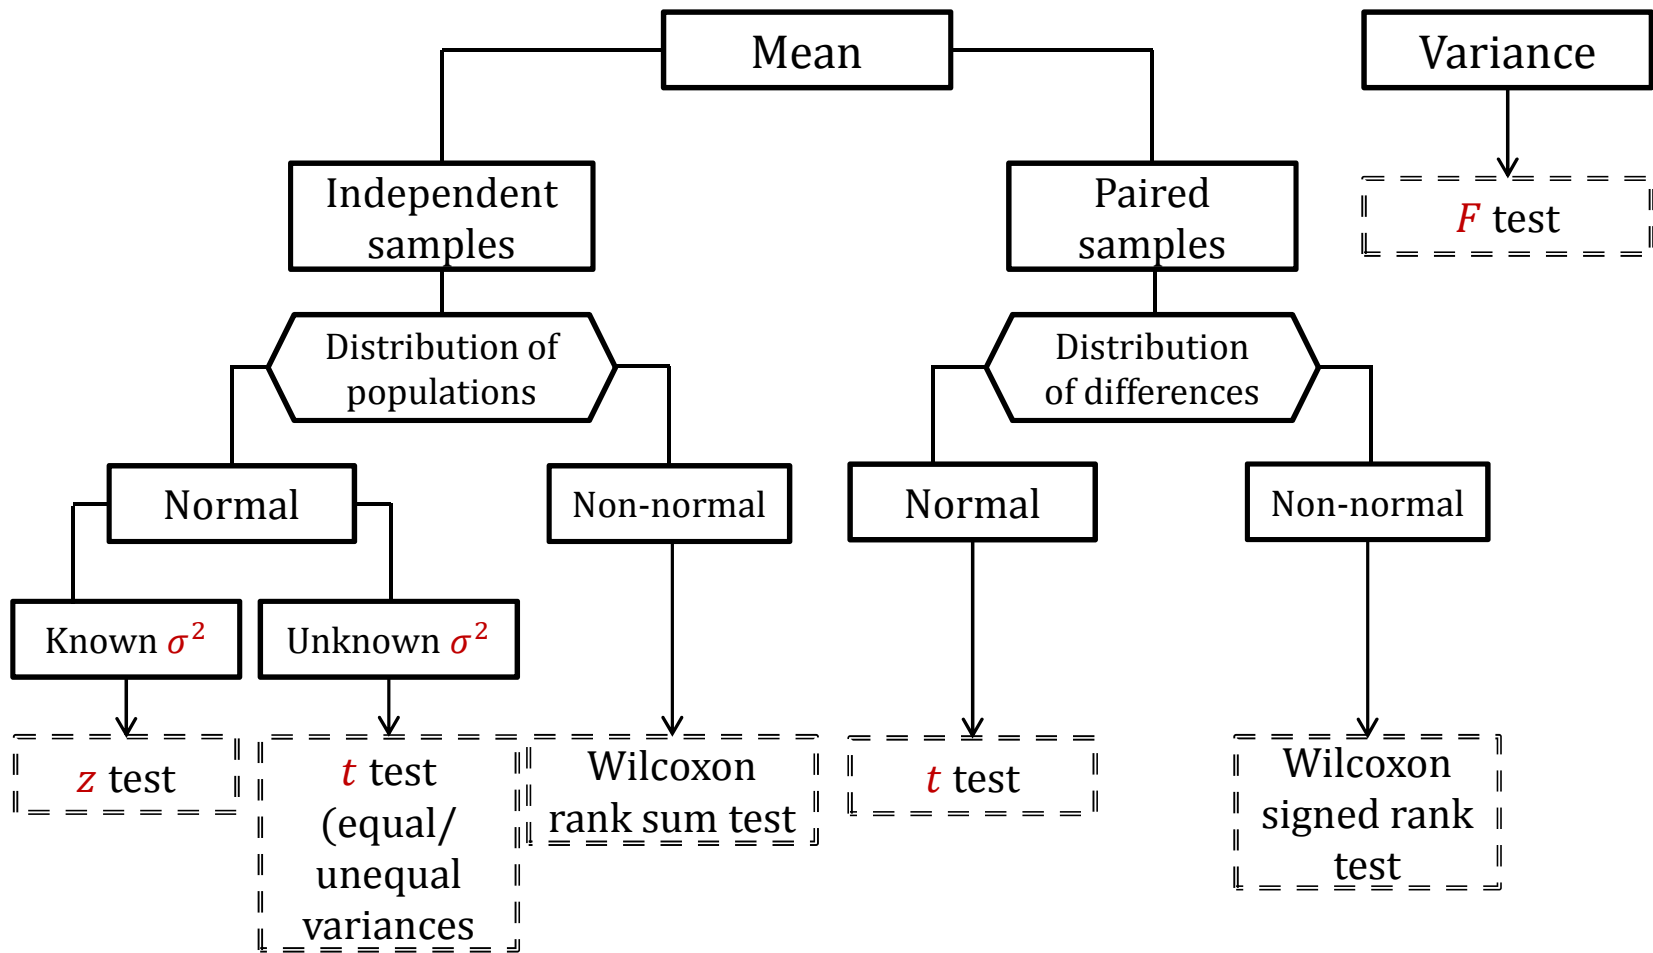 Mean
Variance
Independent
samples
Paired
samples
F test
Distribution of
populations
Distribution
of differences
Normal
Non-normal
Normal
Non-normal
Known σ²
Unknown σ²
z test
t test
(equal/
unequal
variances
Wilcoxon
rank sum test
t test
Wilcoxon
signed rank
test